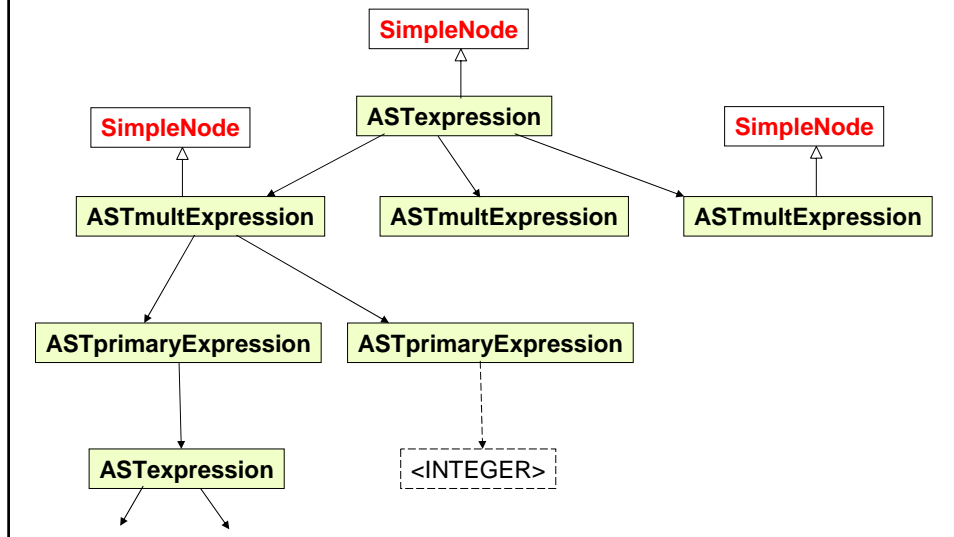 SimpleNode
ASTexpression
SimpleNode
SimpleNode
ASTmultExpression
ASTmultExpression
ASTmultExpression
ASTprimaryExpression
ASTprimaryExpression
ASTexpression
<INTEGER>